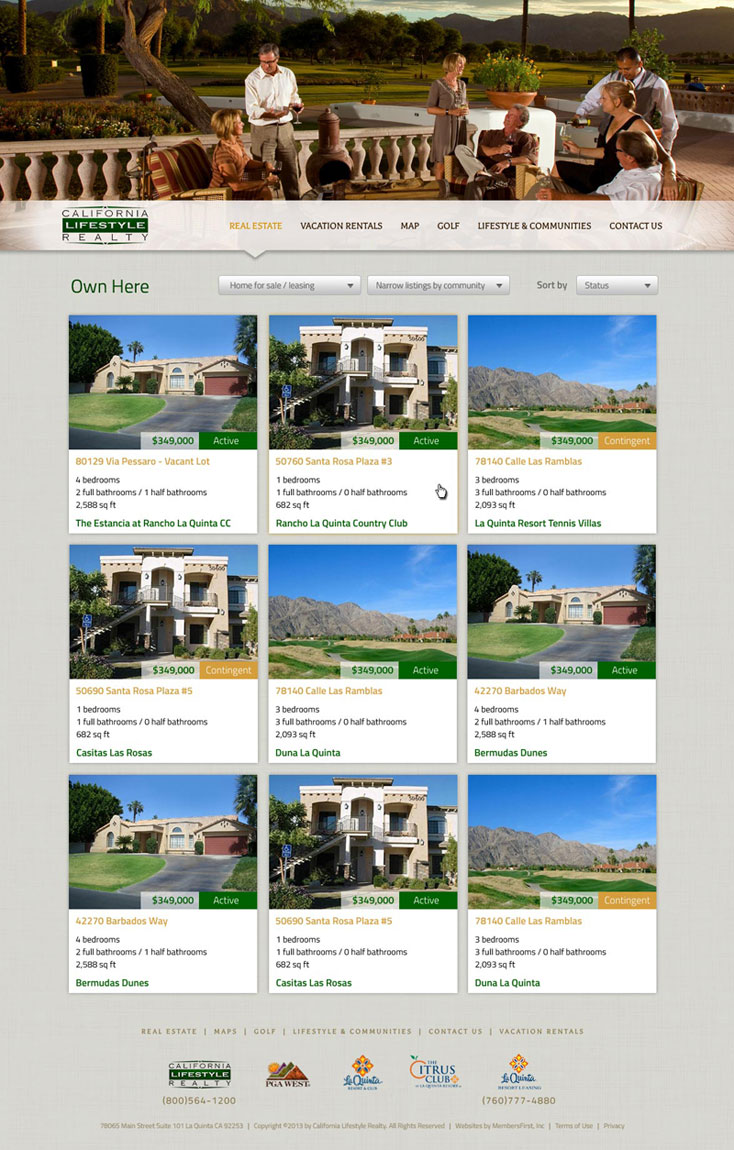 CALIFORNIA
LIFESTYLE
REALTY
REAL ESTATE VACATION RENTALS MAP GOLF LIFESTYLE & COMMUNITIES CONTACT US
Own Here
Home for sale / leasing
Narrow listings by community
Sort by
Status
$349,000 Active
80129 Via Pessaro - Vacant Lot
4 bedrooms
2 full bathrooms / 1 half bathrooms
2,588 sq ft
The Estancia at Rancho La Quinta CC
$349,000 Active
50760 Santa Rosa Plaza #3
1 bedrooms
1 full bathrooms / 0 half bathrooms
682 sq ft
Rancho La Quinta Country Club
$349,000 Contingent
78140 Calle Las Ramblas
3 bedrooms
3 full bathrooms / 0 half bathrooms
2,093 sq ft
La Quinta Resort Tennis Villas
$349,000 Contingent
50690 Santa Rosa Plaza #5
1 bedrooms
1 full bathrooms / 0 half bathrooms
682 sq ft
Casitas Las Rosas
$349,000 Active
78140 Calle Las Ramblas
3 bedrooms
3 full bathrooms / 0 half bathrooms
2,093 sq ft
Duna La Quinta
$349,000 Active
42270 Barbados Way
4 bedrooms
2 full bathrooms / 1 half bathrooms
2,588 sq ft
Bermudas Dunes
$349,000 Active
42270 Barbados Way
4 bedrooms
2 full bathrooms / 1 half bathrooms
2,588 sq ft
Bermudas Dunes
$349,000 Active
50690 Santa Rosa Plaza #5
1 bedrooms
1 full bathrooms / 0 half bathrooms
682 sq ft
Casitas Las Rosas
$349,000 Contingent
78140 Calle Las Ramblas
3 bedrooms
3 full bathrooms / 0 half bathrooms
2,093 sq ft
Duna La Quinta
REAL ESTATE | MAPS | GOLF | LIFESTYLE & COMMUNITIES | CONTACT US | VACATION RENTALS
CALIFORNIA
LIFESTYLE
REALTY
(800)564-1200
PGA WEST
La Quinta
RESORT & CLUB
THE
CITRUS
CLUB
AT LA QUINTA RESORT
La Quinta
RESORT LEASING
(760)777-4880
78065 Main Street Suite 101 La Quinta CA 92253 | Copyright ©2013 by California Lifestyle Realty. All Rights Reserved | Websites by MembersFirst, Inc | Terms of Use | Privacy